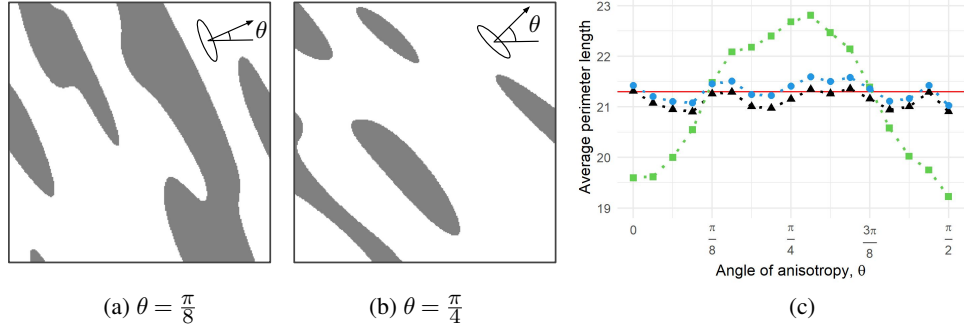 θ
θ
23
22
21
20
19
Average perimeter length
0
π/8
π/4
3π/8
π/2
Angle of anisotropy, θ
(a) θ = π/8
(b) θ = π/4
(c)